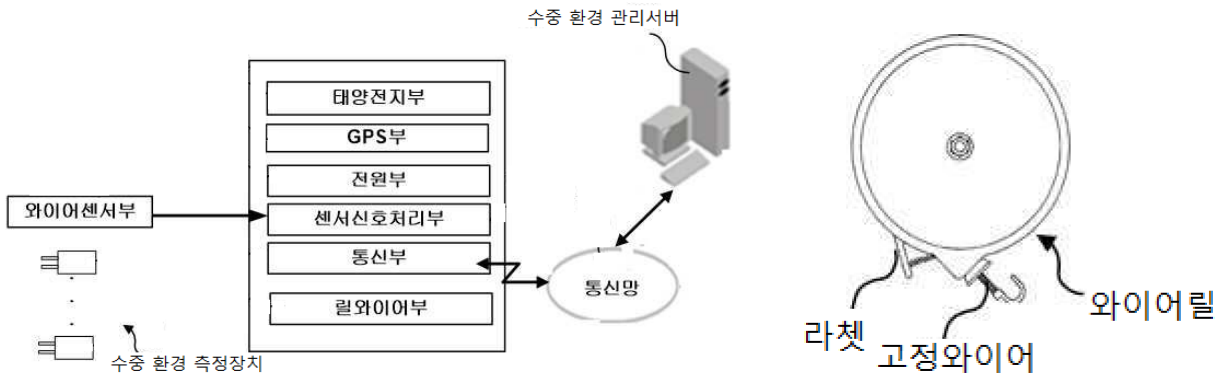 수중 환경 관리서버
태양전지부
GPS부
전원부
와이어센서부
센서신호처리부
통신부
통신망
릴와이어부
수중 환경 측정장치
와이어릴
라쳇
고정와이어